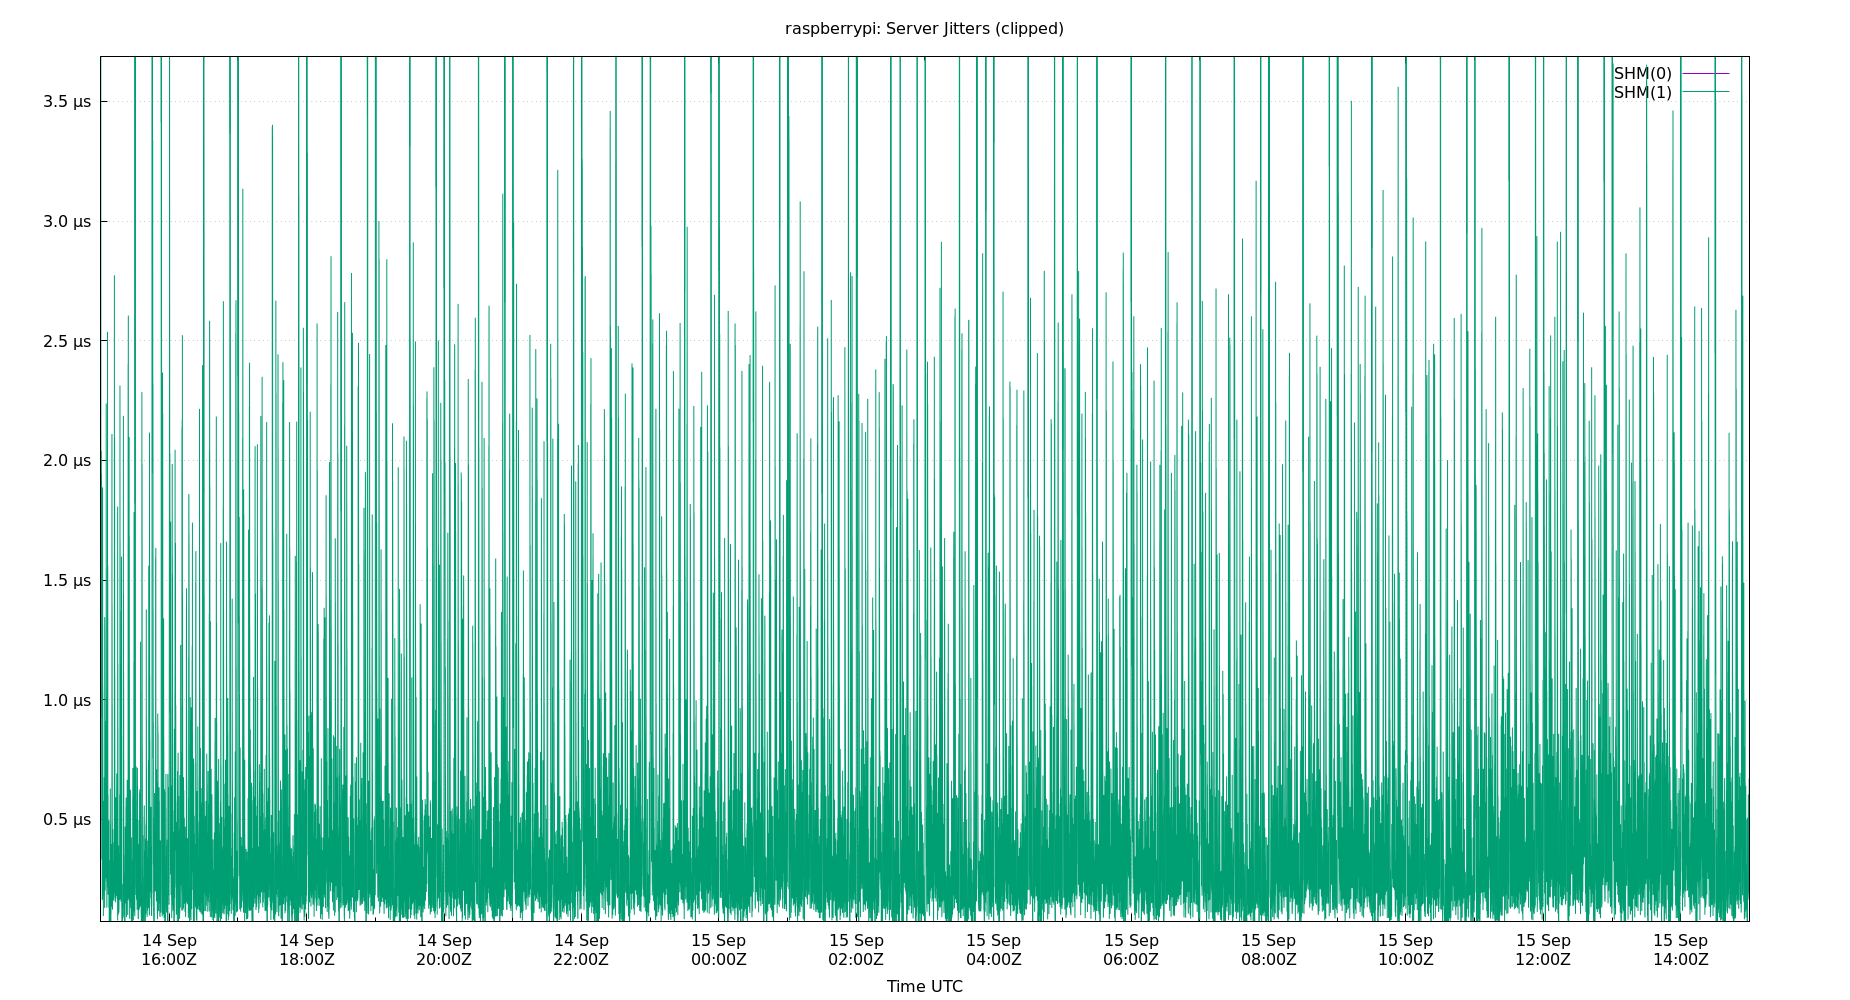 raspberrypi: Server Jitters (clipped)
SHM(0)
SHM(1)
3.5 µs
3.0 µs
2.5 µs
2.0 µs
1.5 µs
1.0 µs
0.5 µs
14 Sep 14 Sep 14 Sep 14 Sep 15 Sep 15 Sep 15 Sep 15 Sep 15 Sep 15 Sep 15 Sep 15 Sep
16:00Z 18:00Z 20:00Z 22:00Z 00:00Z 02:00Z 04:00Z 06:00Z 08:00Z 10:00Z 12:00Z 14:00Z
Time UTC